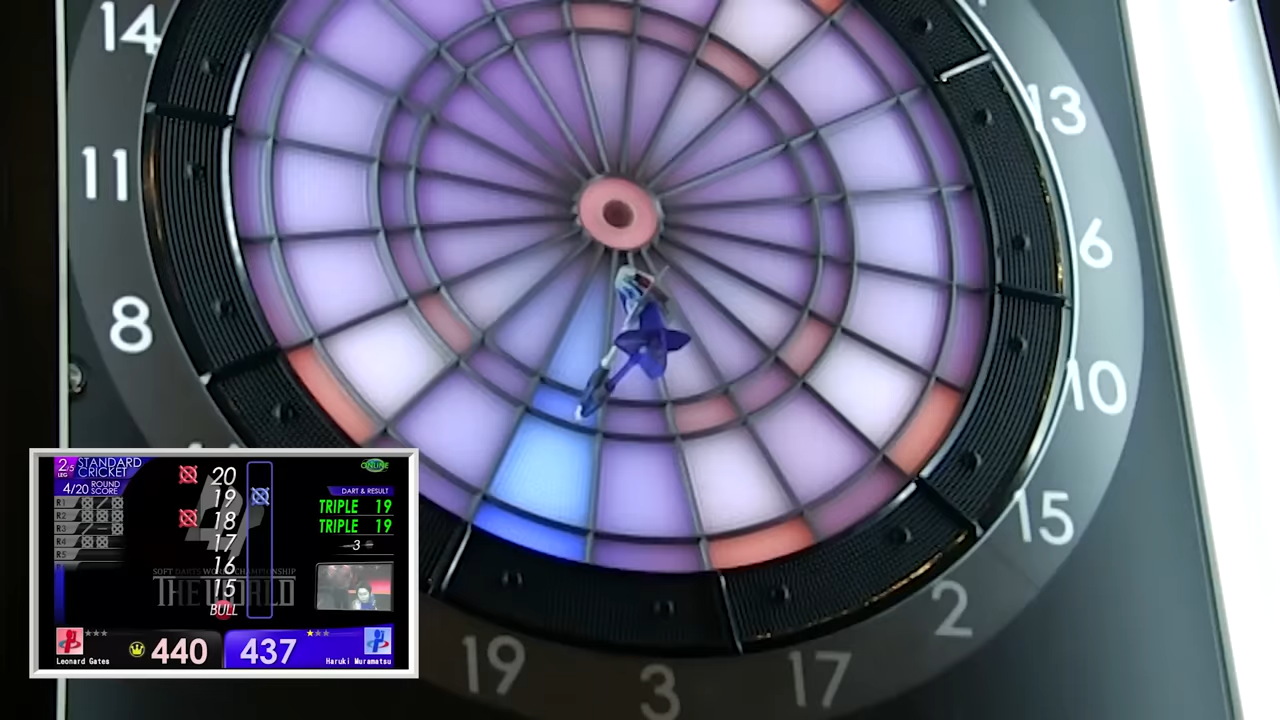 14
13
11
6
8
10
15
2
19
3
17
2/5 LEG
STANDARD CRICKET
4/20 ROUND SCORE
R1
R2
R3
R4
R5
20
19
18
17
16
15
BULL
ONLINE
DART & RESULT
TRIPLE 19
TRIPLE 19
3
SOFT DARTS WORLD CHAMPIONSHIP
THE WORLD
440
437
Leonard Gates
Haruki Muramatsu